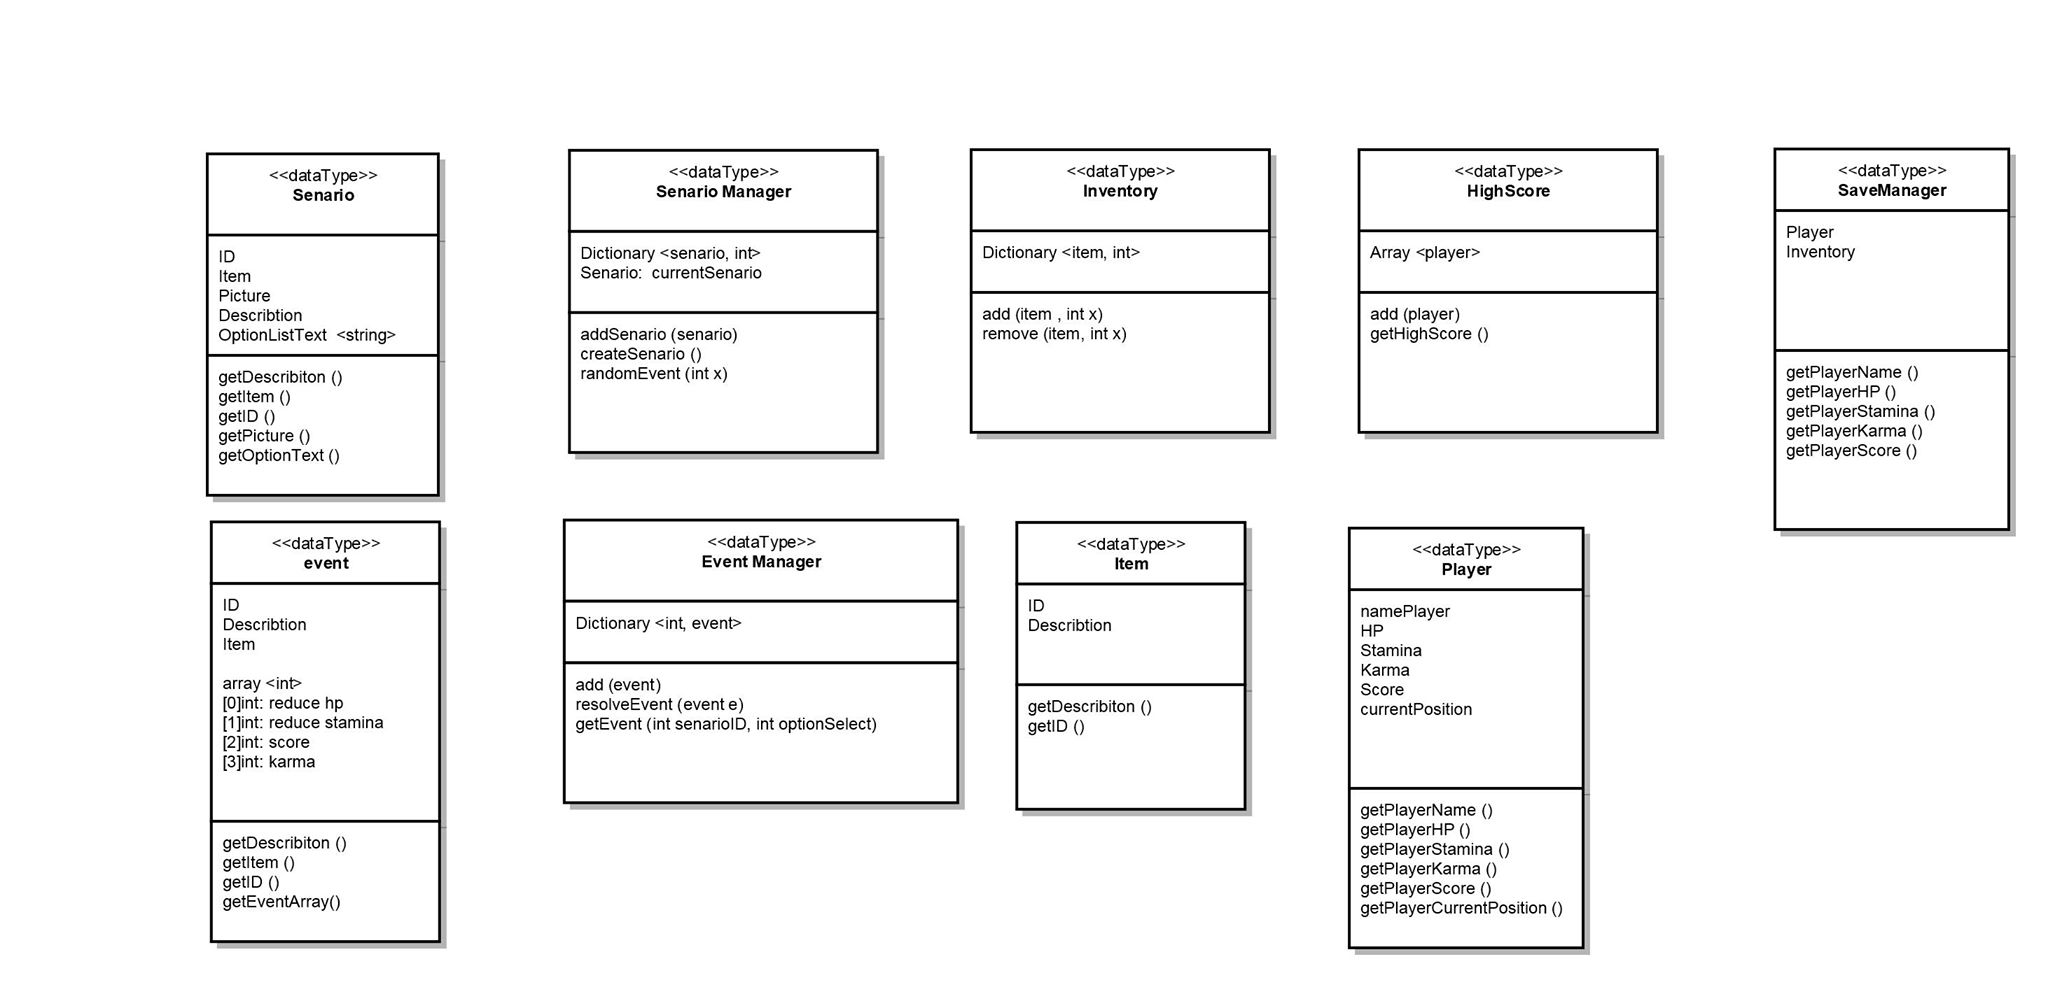 <<dataType>>
Senario
ID
Item
Picture
Describtion
OptionListText <string>
getDescribiton ()
getItem ()
getID ()
getPicture ()
getOptionText ()
<<dataType>>
Senario Manager
Dictionary <senario, int>
Senario: currentSenario
addSenario (senario)
createSenario ()
randomEvent (int x)
<<dataType>>
Inventory
Dictionary <item, int>
add (item , int x)
remove (item, int x)
<<dataType>>
HighScore
Array <player>
add (player)
getHighScore ()
<<dataType>>
SaveManager
Player
Inventory
getPlayerName ()
getPlayerHP ()
getPlayerStamina ()
getPlayerKarma ()
getPlayerScore ()
<<dataType>>
event
ID
Describtion
Item
array <int>
[0]int: reduce hp
[1]int: reduce stamina
[2]int: score
[3]int: karma
getDescribiton ()
getItem ()
getID ()
getEventArray()
<<dataType>>
Event Manager
Dictionary <int, event>
add (event)
resolveEvent (event e)
getEvent (int senarioID, int optionSelect)
<<dataType>>
Item
ID
Describtion
getDescribiton ()
getID ()
<<dataType>>
Player
namePlayer
HP
Stamina
Karma
Score
currentPosition
getPlayerName ()
getPlayerHP ()
getPlayerStamina ()
getPlayerKarma ()
getPlayerScore ()
getPlayerCurrentPosition ()